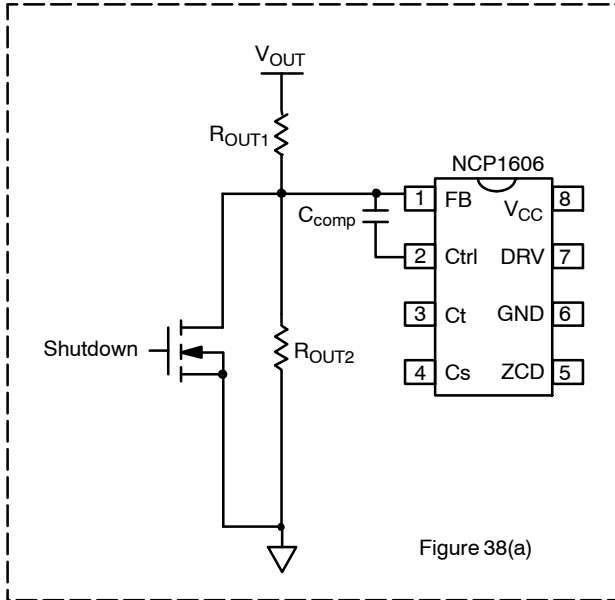 VOUT
ROUT1
NCP1606
1 FB VCC 8
Ccomp
2 Ctrl DRV 7
3 Ct GND 6
Shutdown
ROUT2
4 Cs ZCD 5
Figure 38(a)